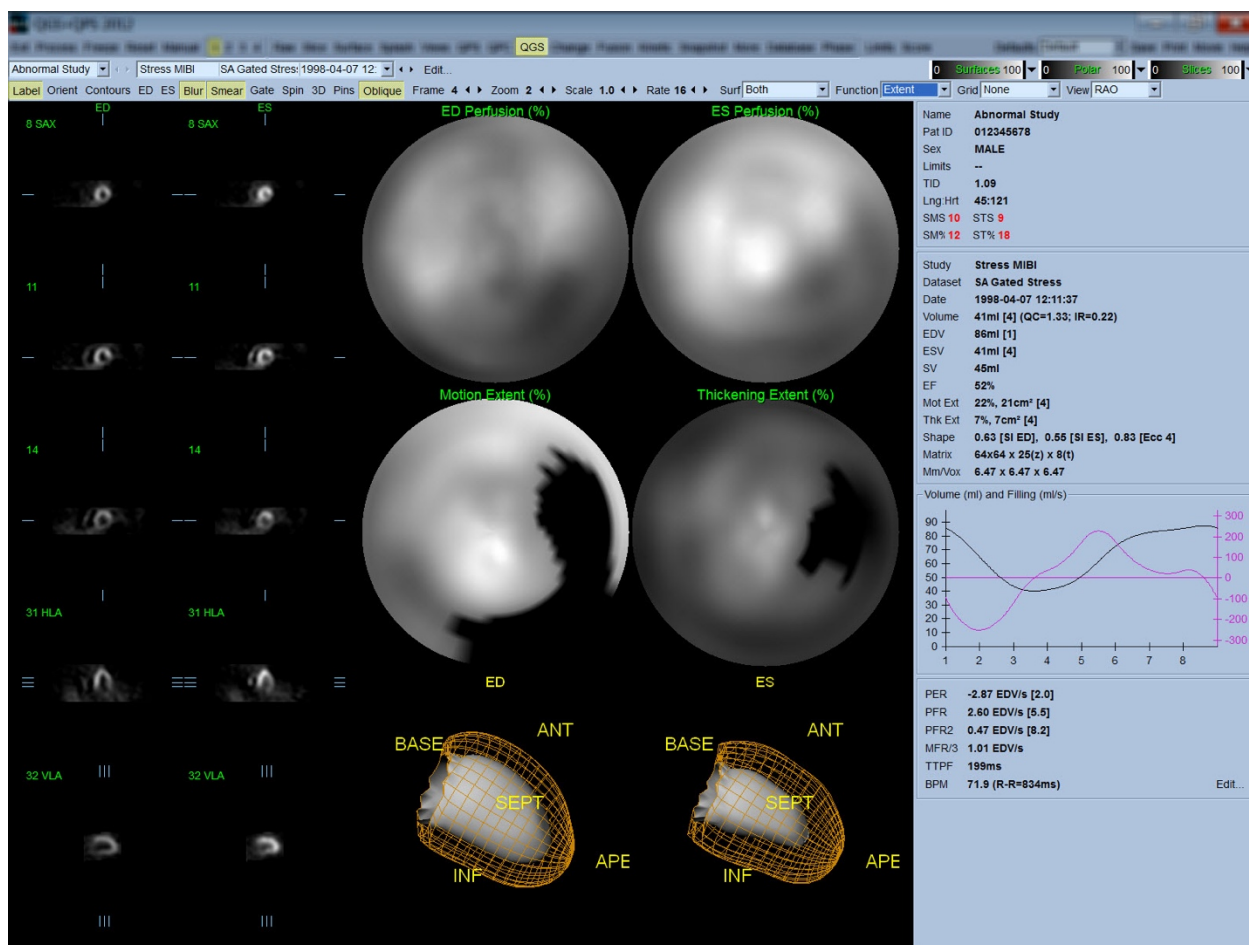 QGS+QPS 2012
QGS
Abnormal Study Stress MIBI SA Gated Stres: 1998-04-07 12: Edit...
0 Surfaces 100 0 Polar 100 0 Slices 100
Label Orient Contours ED ES Blur Smear Gate Spin 3D Pins Oblique Frame 4 Zoom 2 Scale 1.0 Rate 16 Surf Both Function Extent Grid None View RAO
ED ES
8 SAX 8 SAX
11 11
14 14
31 HLA 31 HLA
32 VLA 32 VLA
ED Perfusion (%) ES Perfusion (%)
Motion Extent (%) Thickening Extent (%)
ED ES
BASE ANT SEPT INF APE
BASE ANT SEPT INF APE
Name Abnormal Study
Pat ID 012345678
Sex MALE
Limits --
TID 1.09
Lng:Hrt 45:121
SMS 10 STS 9
SM% 12 ST% 18
Study Stress MIBI
Dataset SA Gated Stress
Date 1998-04-07 12:11:37
Volume 41ml [4] (QC=1.33; IR=0.22)
EDV 86ml [1]
ESV 41ml [4]
SV 45ml
EF 52%
Mot Ext 22%, 21cm² [4]
Thk Ext 7%, 7cm² [4]
Shape 0.63 [SI ED], 0.55 [SI ES], 0.83 [Ecc 4]
Matrix 64x64 x 25(z) x 8(t)
Mm/Vox 6.47 x 6.47 x 6.47
Volume (ml) and Filling (ml/s)
90 300
80 200
70 100
60 0
50 -100
40 -200
30 -300
20
10
0
1 2 3 4 5 6 7 8
PER -2.87 EDV/s [2.0]
PFR 2.60 EDV/s [5.5]
PFR2 0.47 EDV/s [8.2]
MFR/3 1.01 EDV/s
TTPF 199ms
BPM 71.9 (R-R=834ms) Edit...